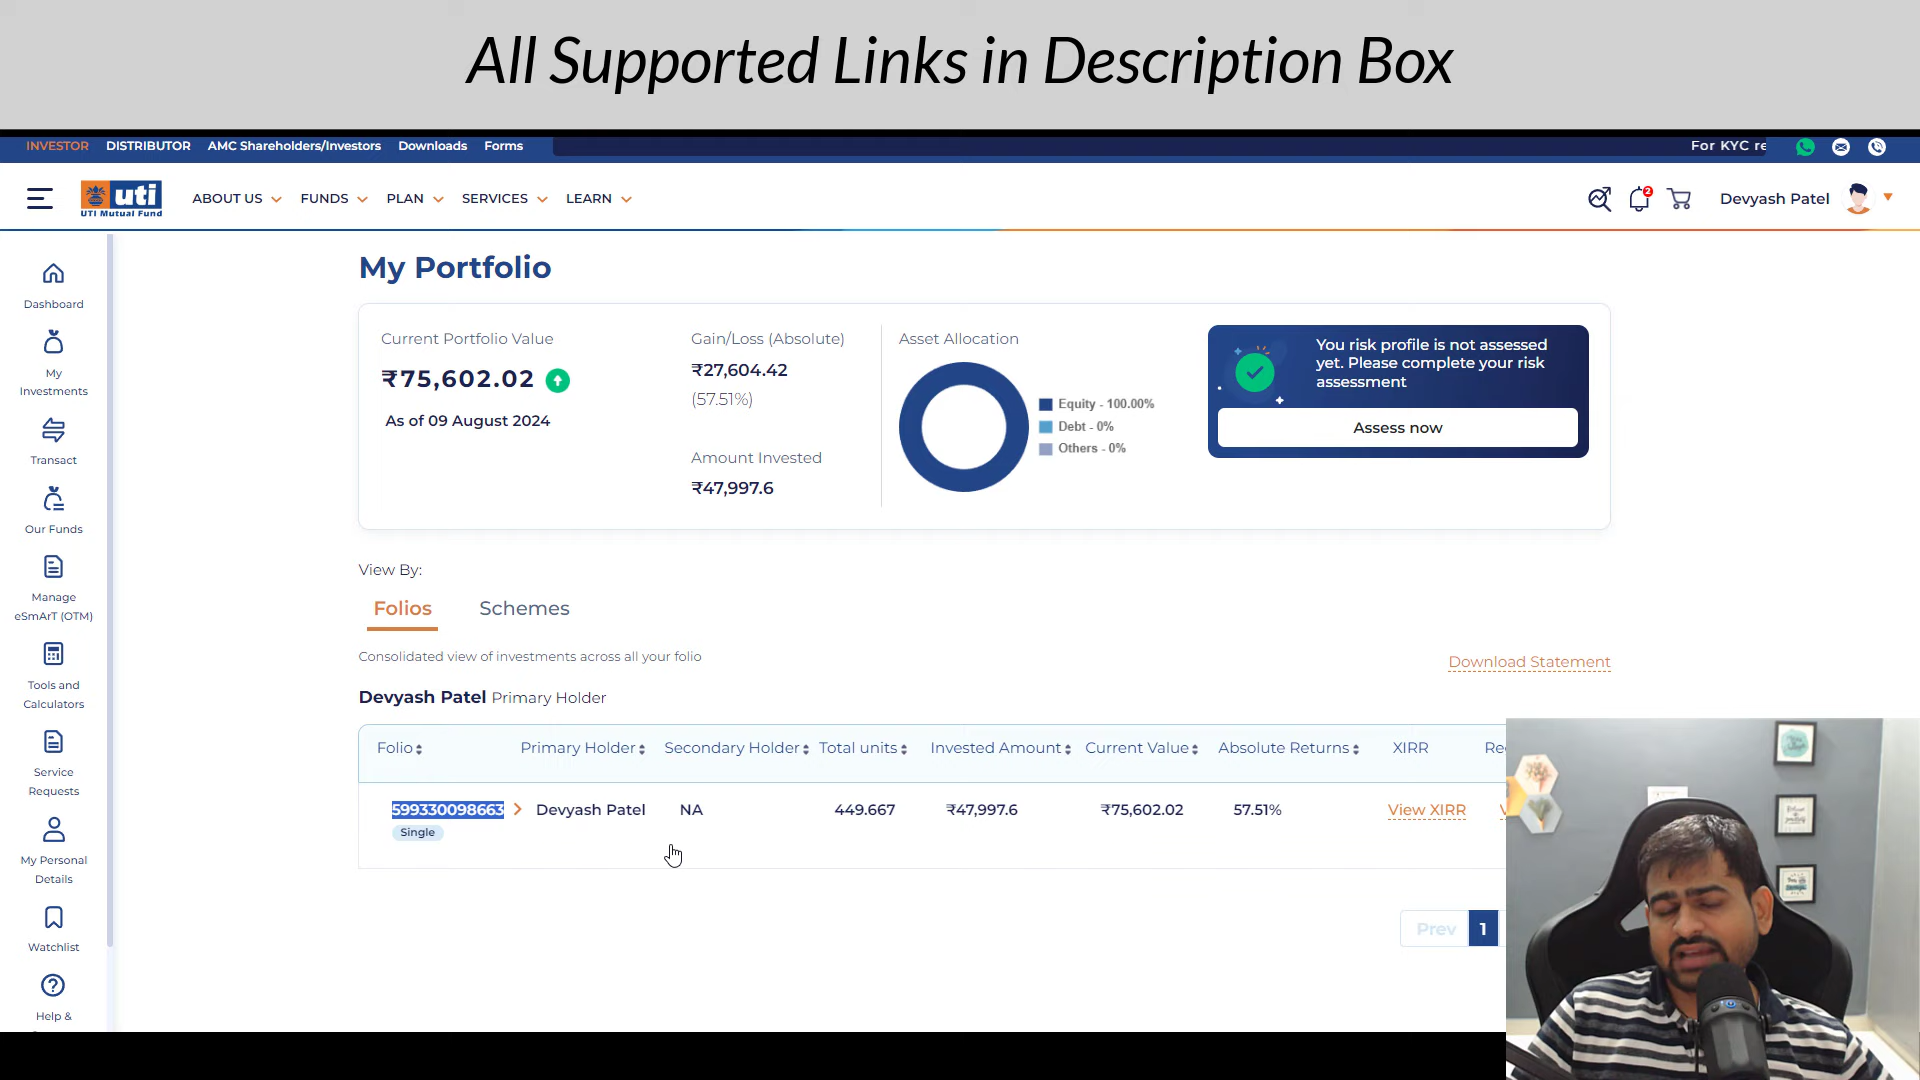 All Supported Links in Description Box
INVESTOR DISTRIBUTOR AMC Shareholders/Investors Downloads Forms For KYC re
uti
UTI Mutual Fund
ABOUT US FUNDS PLAN SERVICES LEARN 2 Devyash Patel
Dashboard
My
Investments
Transact
Our Funds
Manage
eSmArT (OTM)
Tools and
Calculators
Service
Requests
My Personal
Details
Watchlist
Help &
My Portfolio
Current Portfolio Value
₹75,602.02
As of 09 August 2024
Gain/Loss (Absolute)
₹27,604.42
(57.51%)
Amount Invested
₹47,997.6
Asset Allocation
Equity - 100.00%
Debt - 0%
Others - 0%
You risk profile is not assessed
yet. Please complete your risk
assessment
Assess now
View By:
Folios Schemes
Consolidated view of investments across all your folio
Download Statement
Devyash Patel Primary Holder
Folio Primary Holder Secondary Holder Total units Invested Amount Current Value Absolute Returns XIRR Re
599330098663 Devyash Patel NA 449.667 ₹47,997.6 ₹75,602.02 57.51% View XIRR
Single
Prev 1